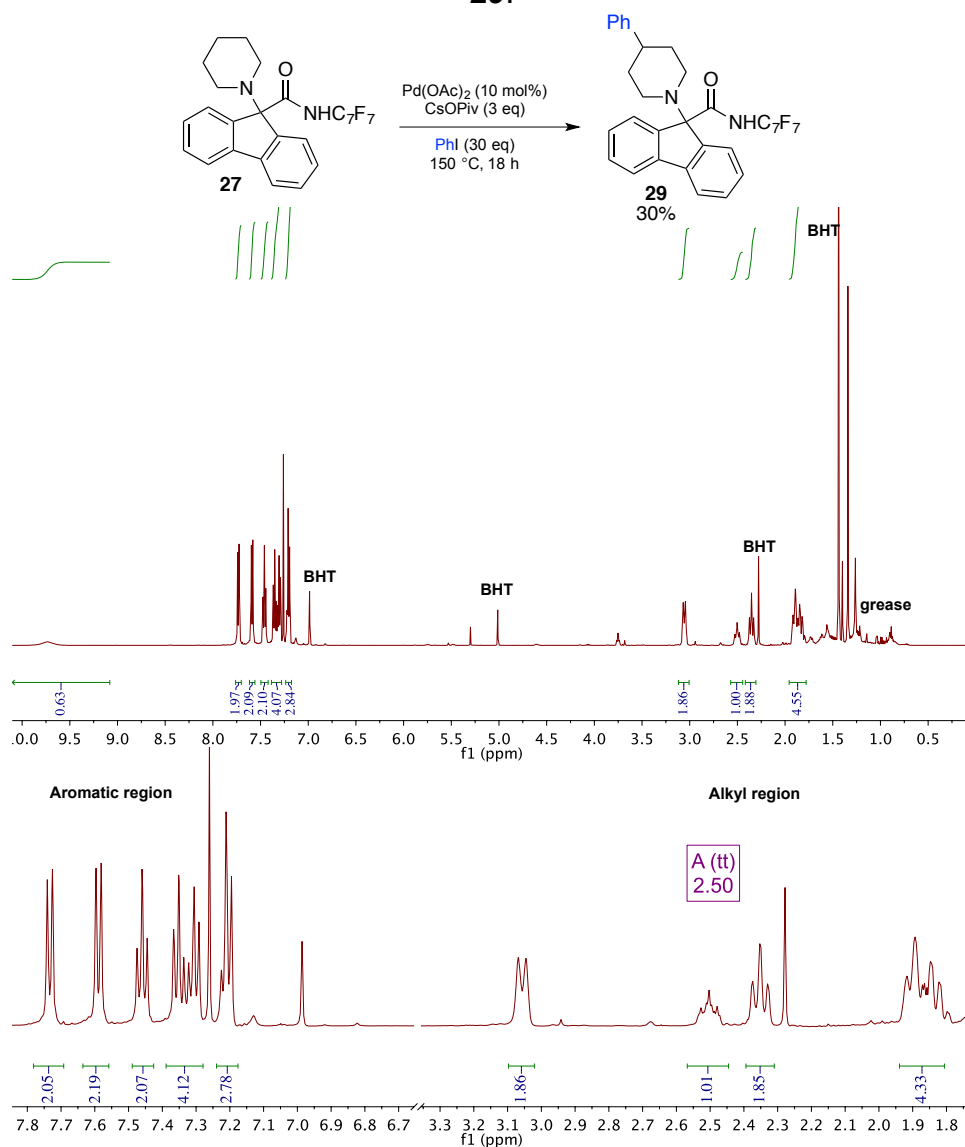 Ph
N
O
NHC₇F₇
27
Pd(OAc)₂ (10 mol%)
CsOPiv (3 eq)
PhI (30 eq)
150 °C, 18 h
N
O
NHC₇F₇
29
30%
BHT
BHT
BHT
BHT
grease
0.63
1.97
2.09
2.10
4.07
2.84
1.86
1.00
1.88
4.55
.0.0 9.5 9.0 8.5 8.0 7.5 7.0 6.5 6.0 5.5 5.0 4.5 4.0 3.5 3.0 2.5 2.0 1.5 1.0 0.5
f1 (ppm)
Aromatic region
Alkyl region
A (tt)
2.50
2.05
2.19
2.07
4.12
2.78
1.86
1.01
1.85
4.33
7.8 7.7 7.6 7.5 7.4 7.3 7.2 7.1 7.0 6.9 6.8 6.7 3.3 3.2 3.1 3.0 2.9 2.8 2.7 2.6 2.5 2.4 2.3 2.2 2.1 2.0 1.9 1.8
f1 (ppm)